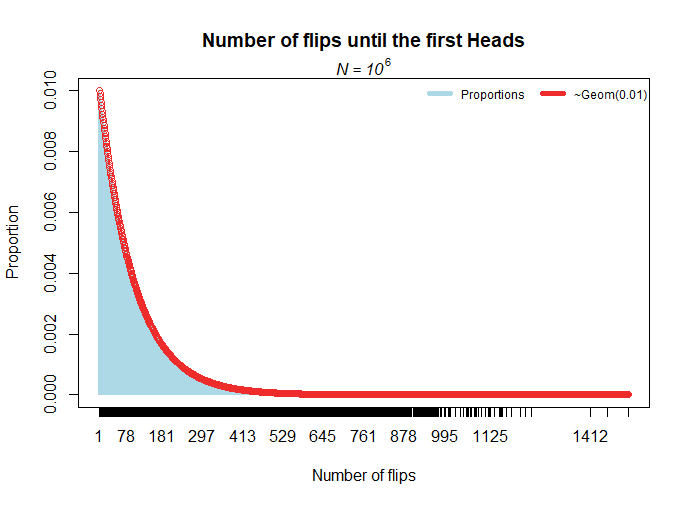 Number of flips until the first Heads
N = 10^6
Proportions ~Geom(0.01)
Proportion
0.010
0.008
0.006
0.004
0.002
0.000
1 78 181 297 413 529 645 761 878 995 1125 1412
Number of flips